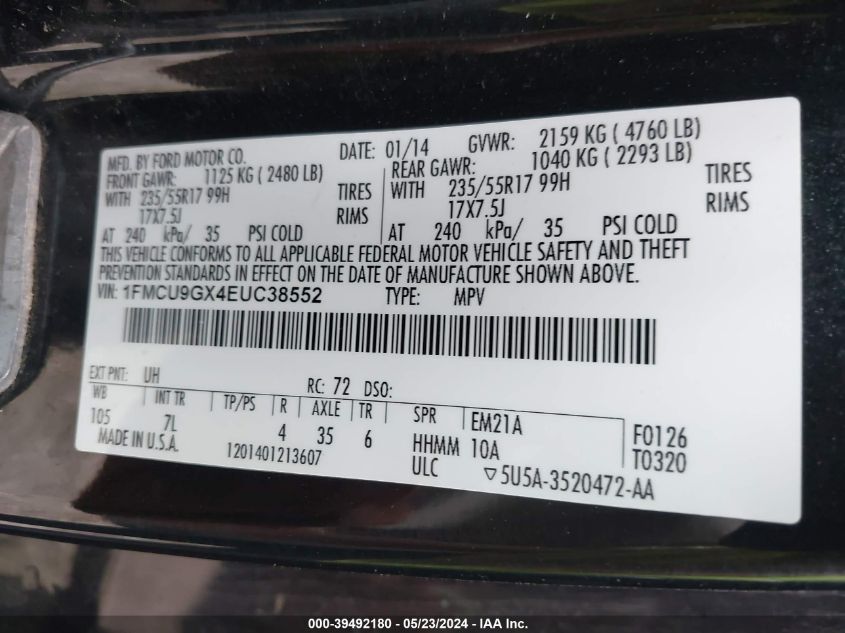 MFD. BY FORD MOTOR CO. DATE: 01/14 GVWR: 2159 KG ( 4760 LB)
FRONT GAWR: 1125 KG ( 2480 LB) REAR GAWR: 1040 KG ( 2293 LB)
WITH 235/55R17 99H TIRES WITH 235/55R17 99H TIRES
17X7.5J RIMS 17X7.5J RIMS
AT 240 kPa/ 35 PSI COLD AT 240 kPa/ 35 PSI COLD
THIS VEHICLE CONFORMS TO ALL APPLICABLE FEDERAL MOTOR VEHICLE SAFETY AND THEFT
PREVENTION STANDARDS IN EFFECT ON THE DATE OF MANUFACTURE SHOWN ABOVE.
VIN: 1FMCU9GX4EUC38552 TYPE: MPV
EXT PNT: UH RC: 72 DSO:
WB INT TR TP/PS R AXLE TR SPR EM21A F0126
105 7L 4 35 6 HHMM 10A T0320
MADE IN U.S.A. 1201401213607 ULC ▽5U5A-3520472-AA
000-39492180 - 05/23/2024 - IAA Inc.